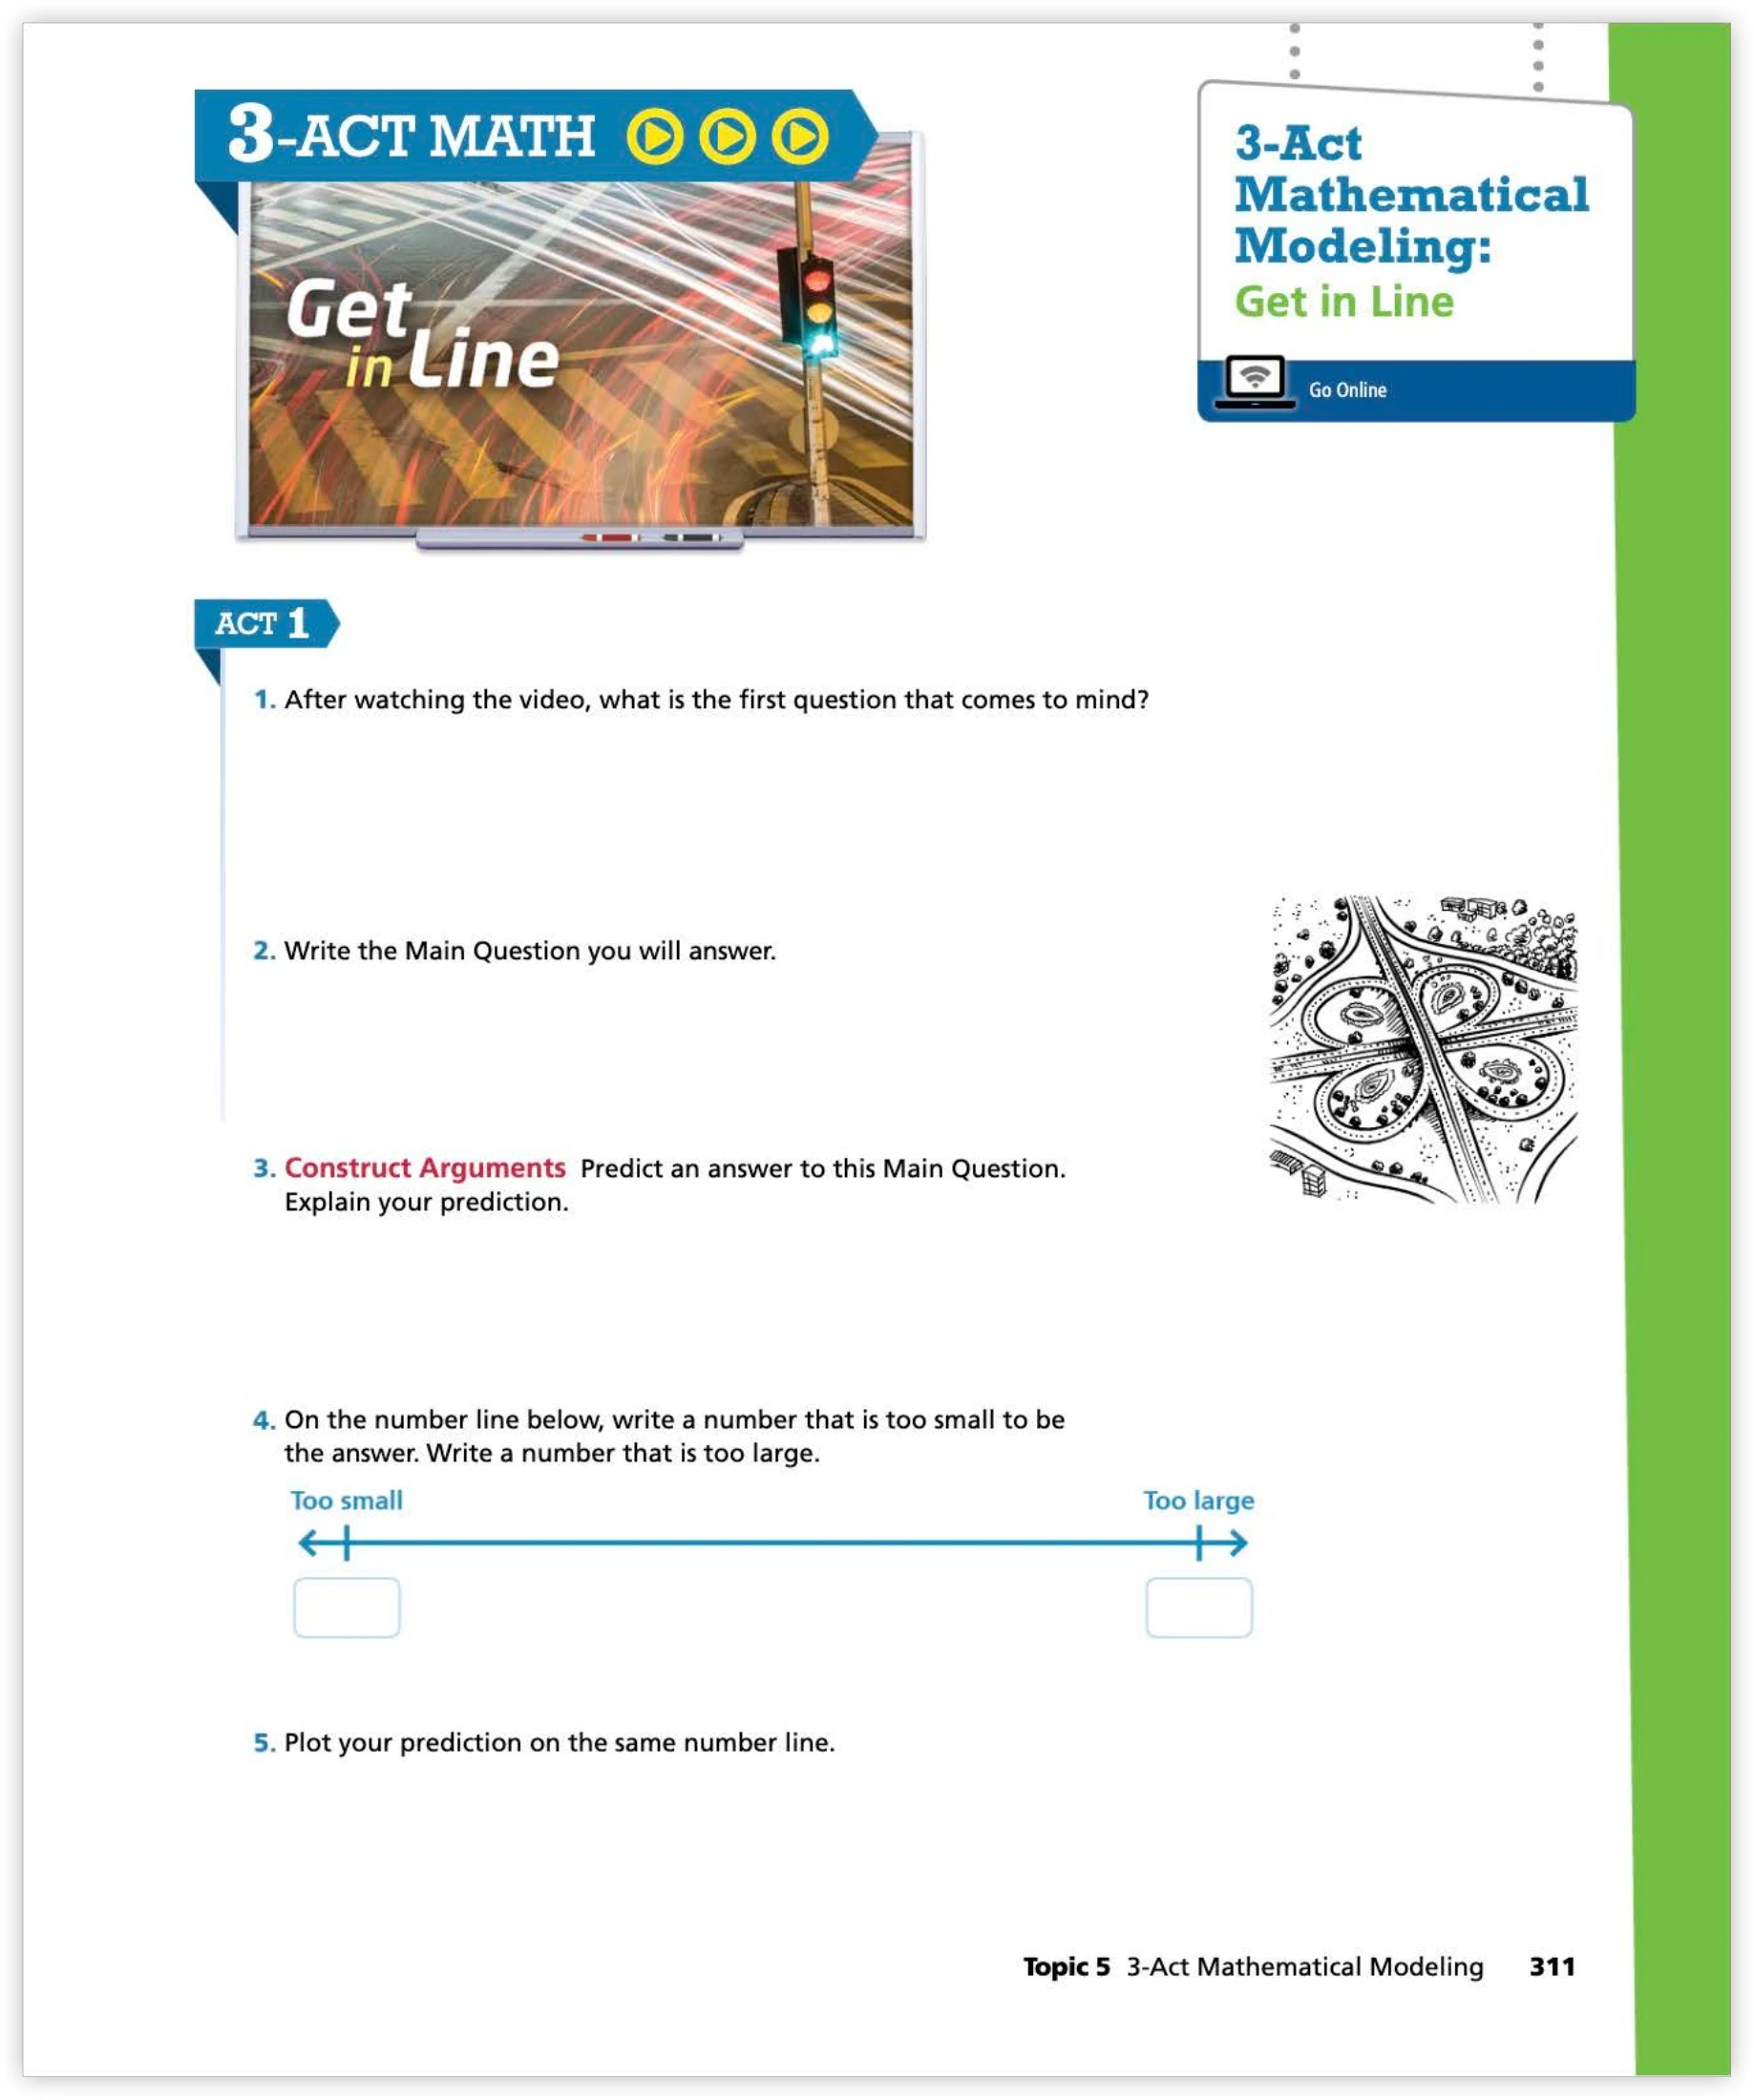 3-ACT MATH
Get
in Line
3-Act
Mathematical
Modeling:
Get in Line
Go Online
ACT 1
1. After watching the video, what is the first question that comes to mind?
2. Write the Main Question you will answer.
3. Construct Arguments Predict an answer to this Main Question.
Explain your prediction.
4. On the number line below, write a number that is too small to be
the answer. Write a number that is too large.
Too small Too large
5. Plot your prediction on the same number line.
Topic 5 3-Act Mathematical Modeling 311